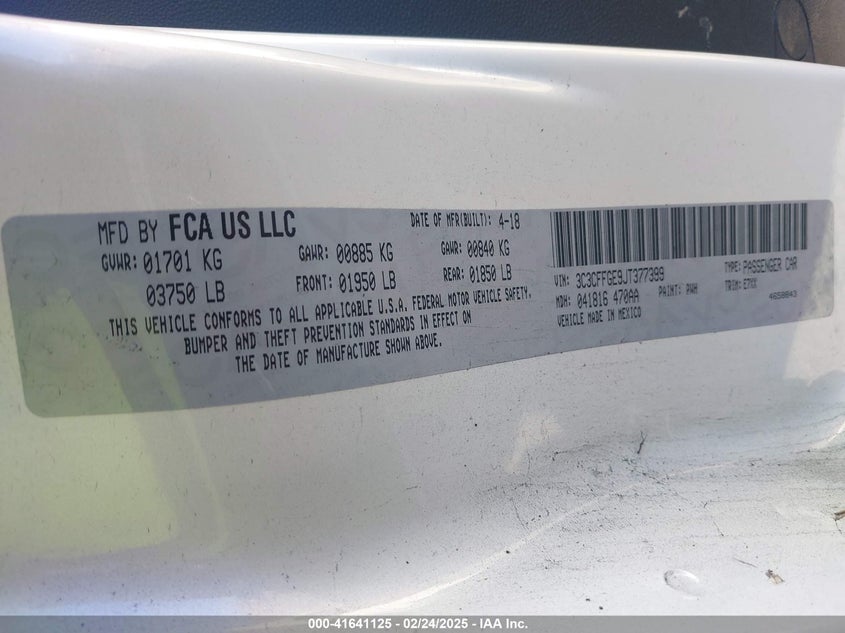 MFD BY FCA US LLC DATE OF MFR(BUILT): 4-18
GVWR: 01701 KG GAWR: 00885 KG GAWR: 00840 KG
03750 LB FRONT: 01950 LB REAR: 01850 LB
THIS VEHICLE CONFORMS TO ALL APPLICABLE U.S.A. FEDERAL MOTOR VEHICLE SAFETY,
BUMPER AND THEFT PREVENTION STANDARDS IN EFFECT ON
THE DATE OF MANUFACTURE SHOWN ABOVE.
VIN: 3C3CFFGE9JT377399 TYPE: PASSENGER CAR
MDH: 041816 470AA PAINT: PWH TRIM: E7XX
VEHICLE MADE IN MEXICO 4658843
000-41641125 - 02/24/2025 - IAA Inc.